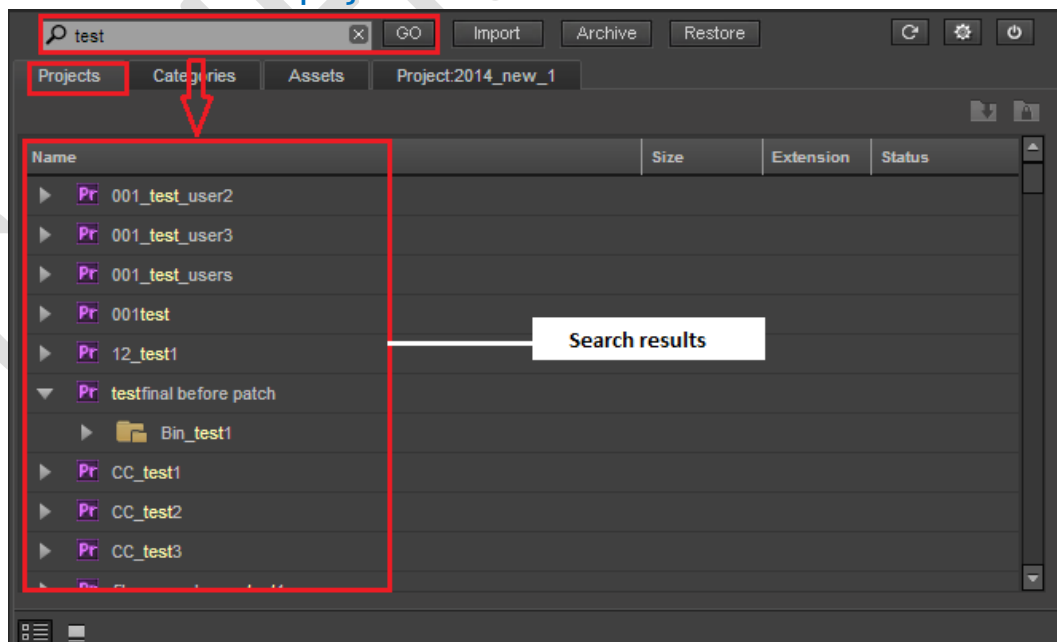 test GO Import Archive Restore
Projects Categories Assets Project:2014_new_1
Name Size Extension Status
Pr 001_test_user2
Pr 001_test_user3
Pr 001_test_users
Pr 001test
Search results
Pr 12_test1
Pr testfinal before patch
Bin_test1
Pr CC_test1
Pr CC_test2
Pr CC_test3